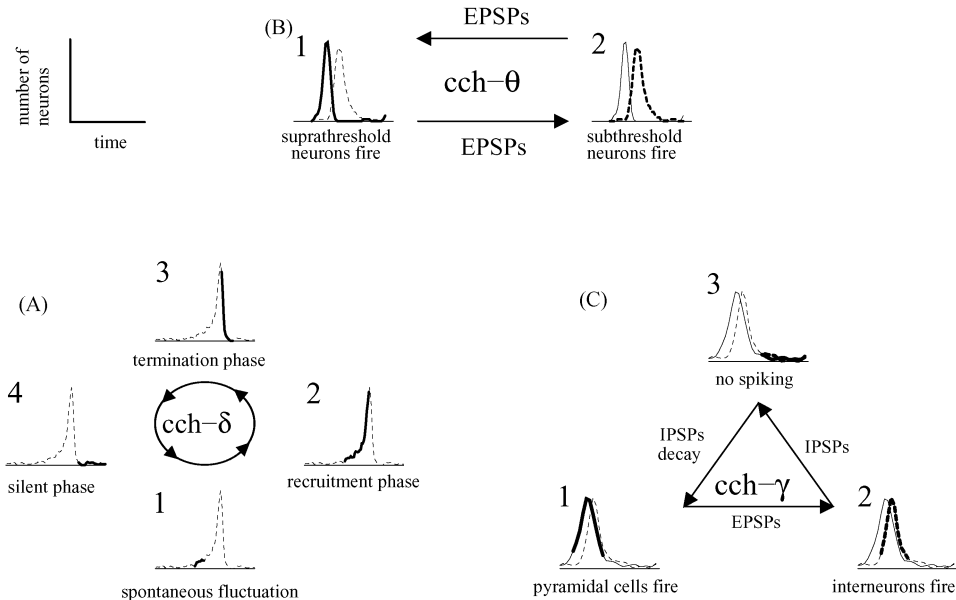 number of
neurons
time
(B)
EPSPs
1
2
cch−θ
suprathreshold
neurons fire
EPSPs
subthreshold
neurons fire
(A)
3
termination phase
4
cch−δ
2
silent phase
recruitment phase
1
spontaneous fluctuation
(C)
3
no spiking
IPSPs
decay
IPSPs
cch−γ
1
EPSPs
2
pyramidal cells fire
interneurons fire